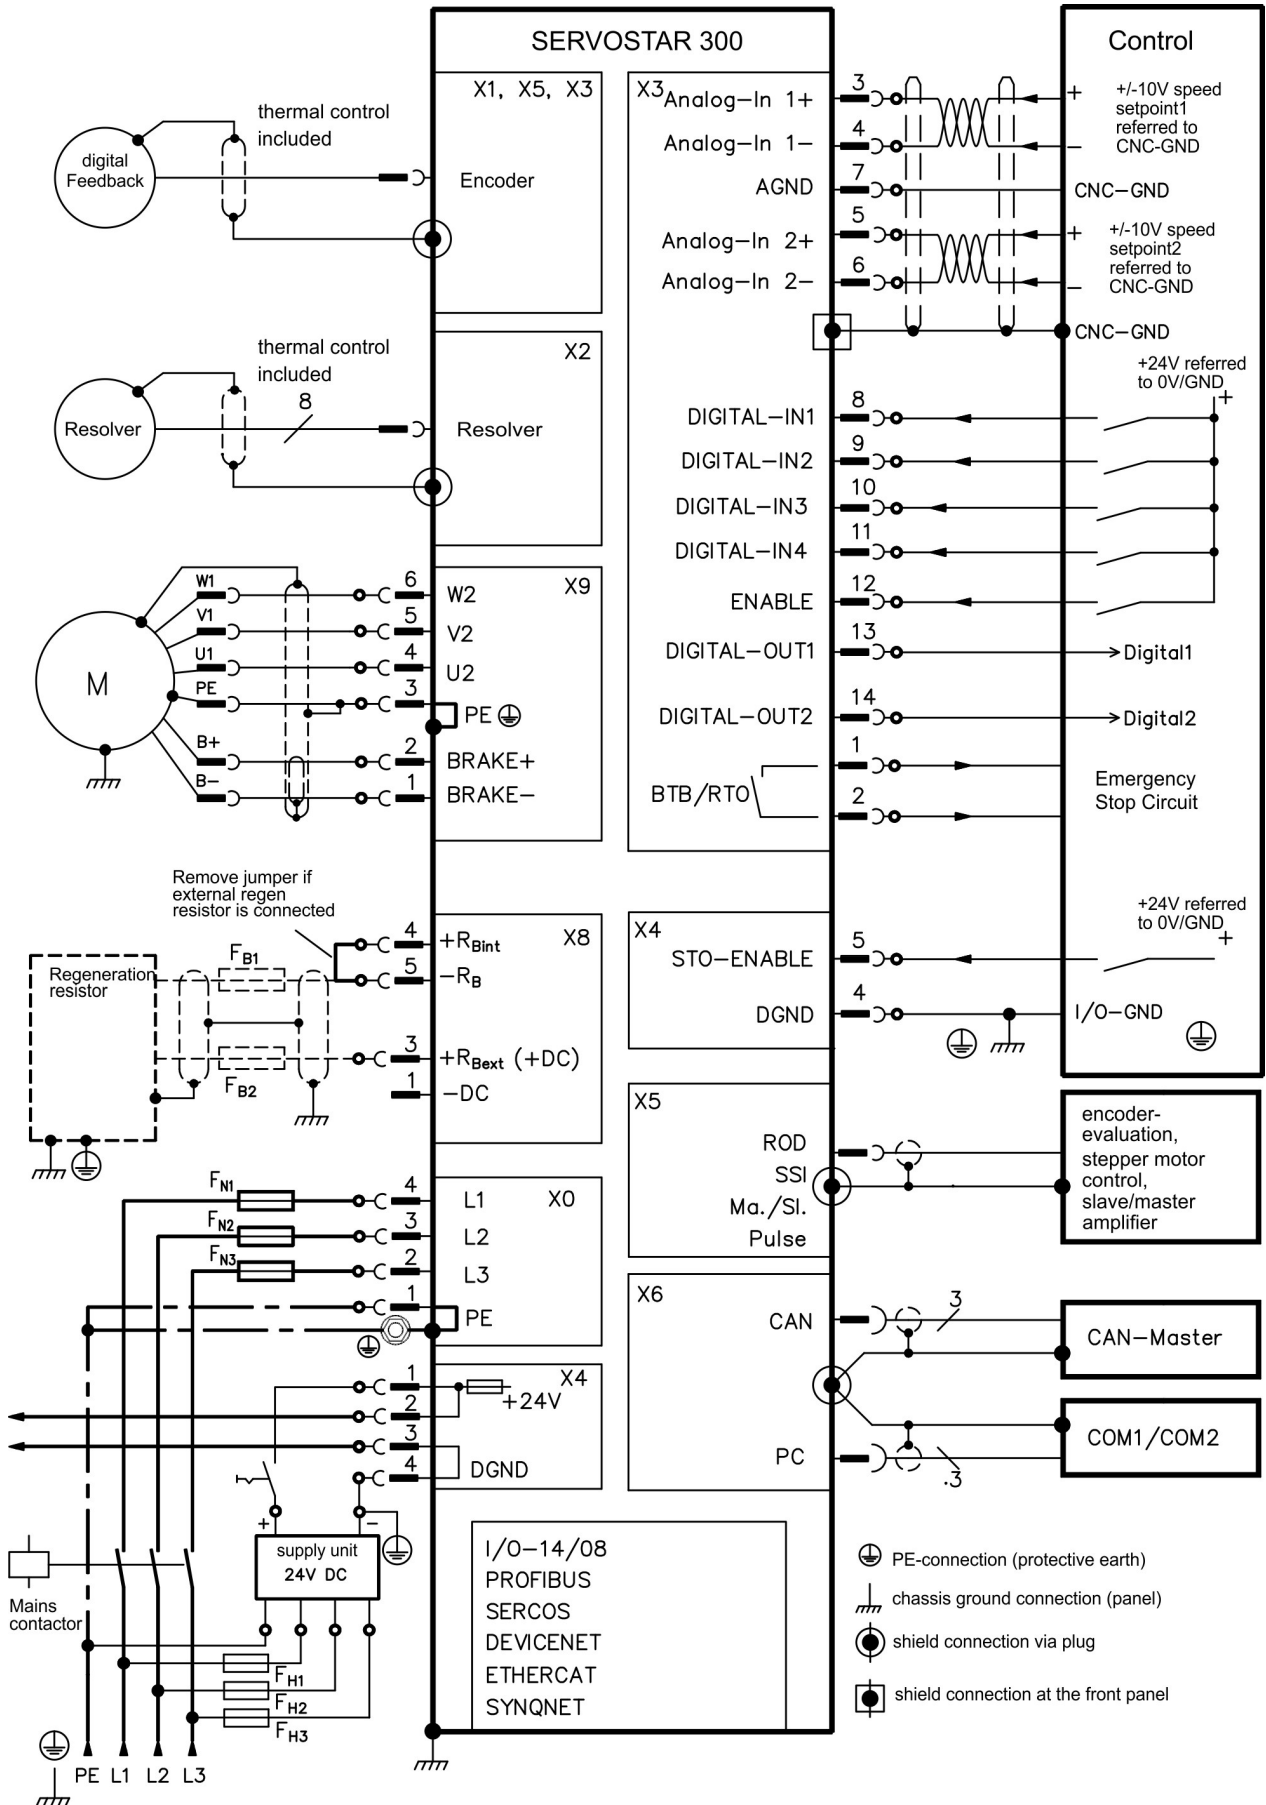 SERVOSTAR 300
Control
X1, X5, X3
thermal control
included
digital
Feedback
Encoder
X2
thermal control
included
8
Resolver
Resolver
X9
W1
6
W2
V1
5
V2
U1
4
U2
PE
3
PE
M
B+
2
BRAKE+
B-
1
BRAKE-
Remove jumper if
external regen
resistor is connected
X8
4
+RBint
FB1
5
-RB
Regeneration
resistor
3
+RBext (+DC)
FB2
1
-DC
X0
FN1
4
L1
FN2
3
L2
FN3
2
L3
1
PE
X4
1
+24V
2
3
4
DGND
+
-
supply unit
24V DC
Mains
contactor
FH1
FH2
FH3
PE
L1
L2
L3
I/O-14/08
PROFIBUS
SERCOS
DEVICENET
ETHERCAT
SYNQNET
X3
Analog-In 1+
3
+
+/-10V speed
setpoint1
referred to
CNC-GND
Analog-In 1-
4
-
AGND
7
CNC-GND
Analog-In 2+
5
+
+/-10V speed
setpoint2
referred to
CNC-GND
Analog-In 2-
6
-
CNC-GND
+24V referred
to 0V/GND
+
DIGITAL-IN1
8
DIGITAL-IN2
9
DIGITAL-IN3
10
DIGITAL-IN4
11
ENABLE
12
DIGITAL-OUT1
13
Digital1
DIGITAL-OUT2
14
Digital2
BTB/RTO
1
2
Emergency
Stop Circuit
X4
+24V referred
to 0V/GND
+
STO-ENABLE
5
DGND
4
I/O-GND
X5
ROD
SSI
Ma./Sl.
Pulse
encoder-
evaluation,
stepper motor
control,
slave/master
amplifier
X6
CAN
3
CAN-Master
PC
.3
COM1/COM2
PE-connection (protective earth)
chassis ground connection (panel)
shield connection via plug
shield connection at the front panel